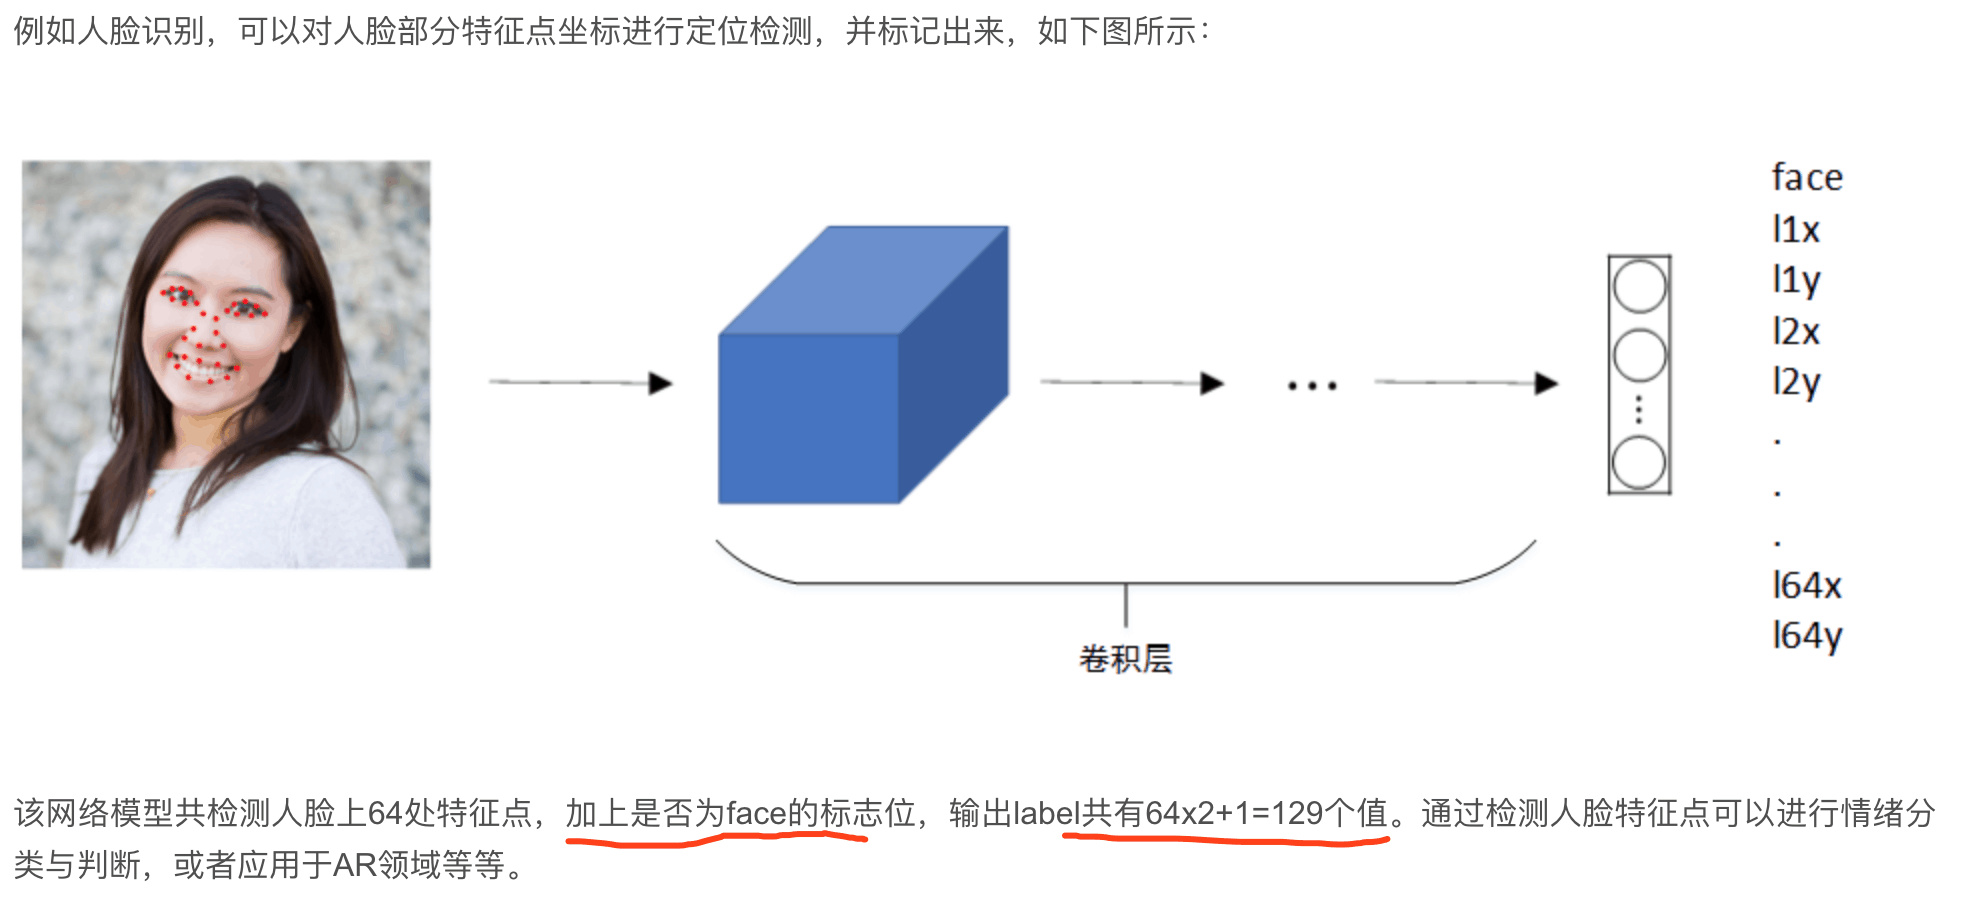 例如人脸识别，可以对人脸部分特征点坐标进行定位检测，并标记出来，如下图所示：
face
l1x
l1y
l2x
l2y
.
.
.
l64x
l64y
卷积层
该网络模型共检测人脸上64处特征点，加上是否为face的标志位，输出label共有64x2+1=129个值。通过检测人脸特征点可以进行情绪分
类与判断，或者应用于AR领域等等。